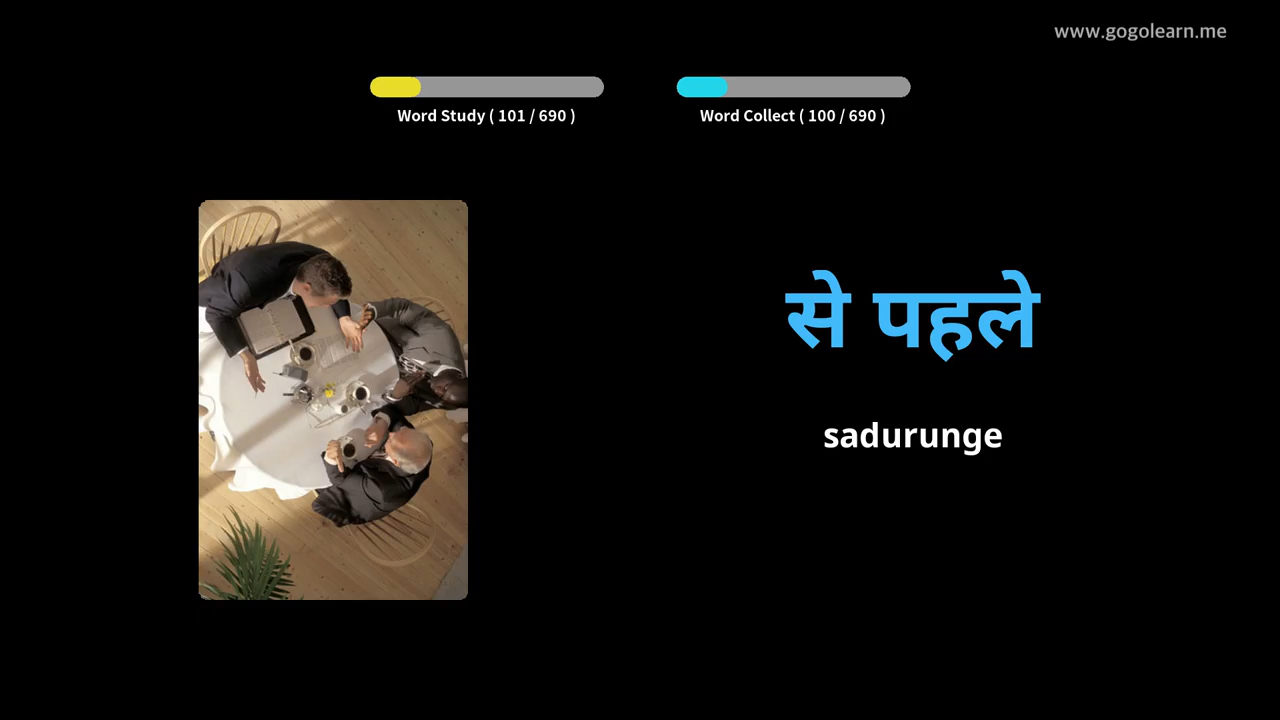 www.gogolearn.me
Word Study ( 101 / 690 )
Word Collect ( 100 / 690 )
से पहले
sadurunge